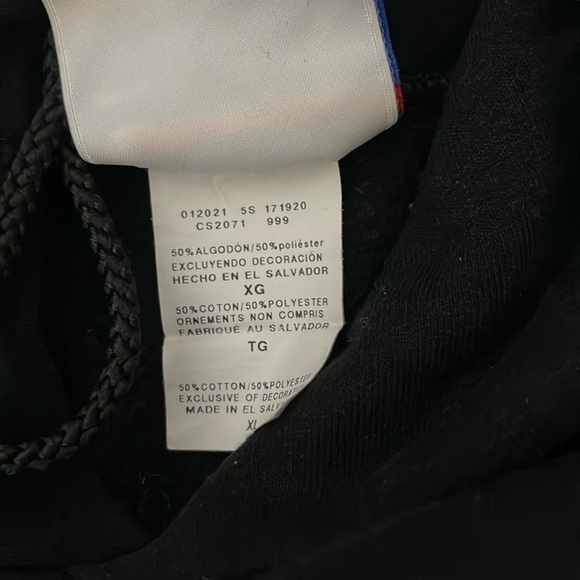 012021 5S 171920
CS2071 999
50%ALGODÓN/50%poliéster
EXCLUYENDO DECORACIÓN
HECHO EN EL SALVADOR
XG
50%COTON/50%POLYESTER
ORNEMENTS NON COMPRIS
FABRIQUÉ AU SALVADOR
TG
50%COTTON/50%POLYESTER
EXCLUSIVE OF DECORATION
MADE IN EL
XL